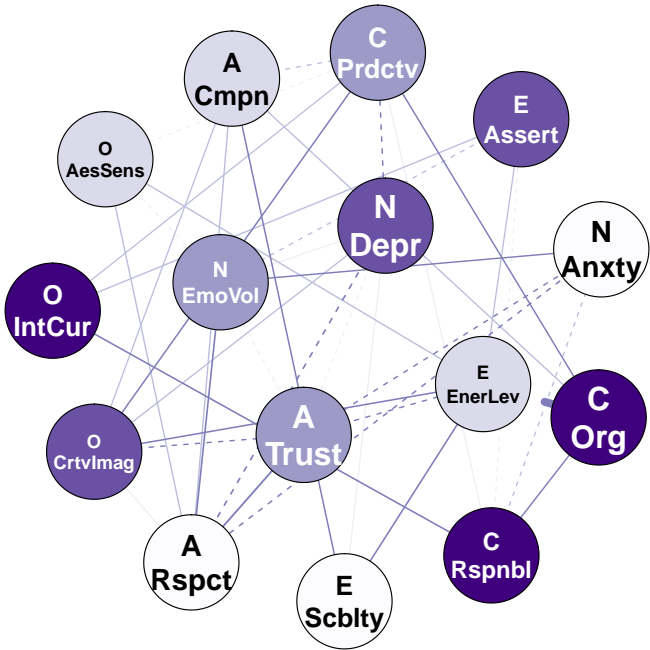 C
Prdctv
A
Cmpn
E
Assert
O
AesSens
N
Depr
N
Anxty
N
EmoVol
O
IntCur
E
EnerLev
C
Org
A
Trust
O
CrtvImag
C
Rspnbl
A
Rspct
E
Scblty